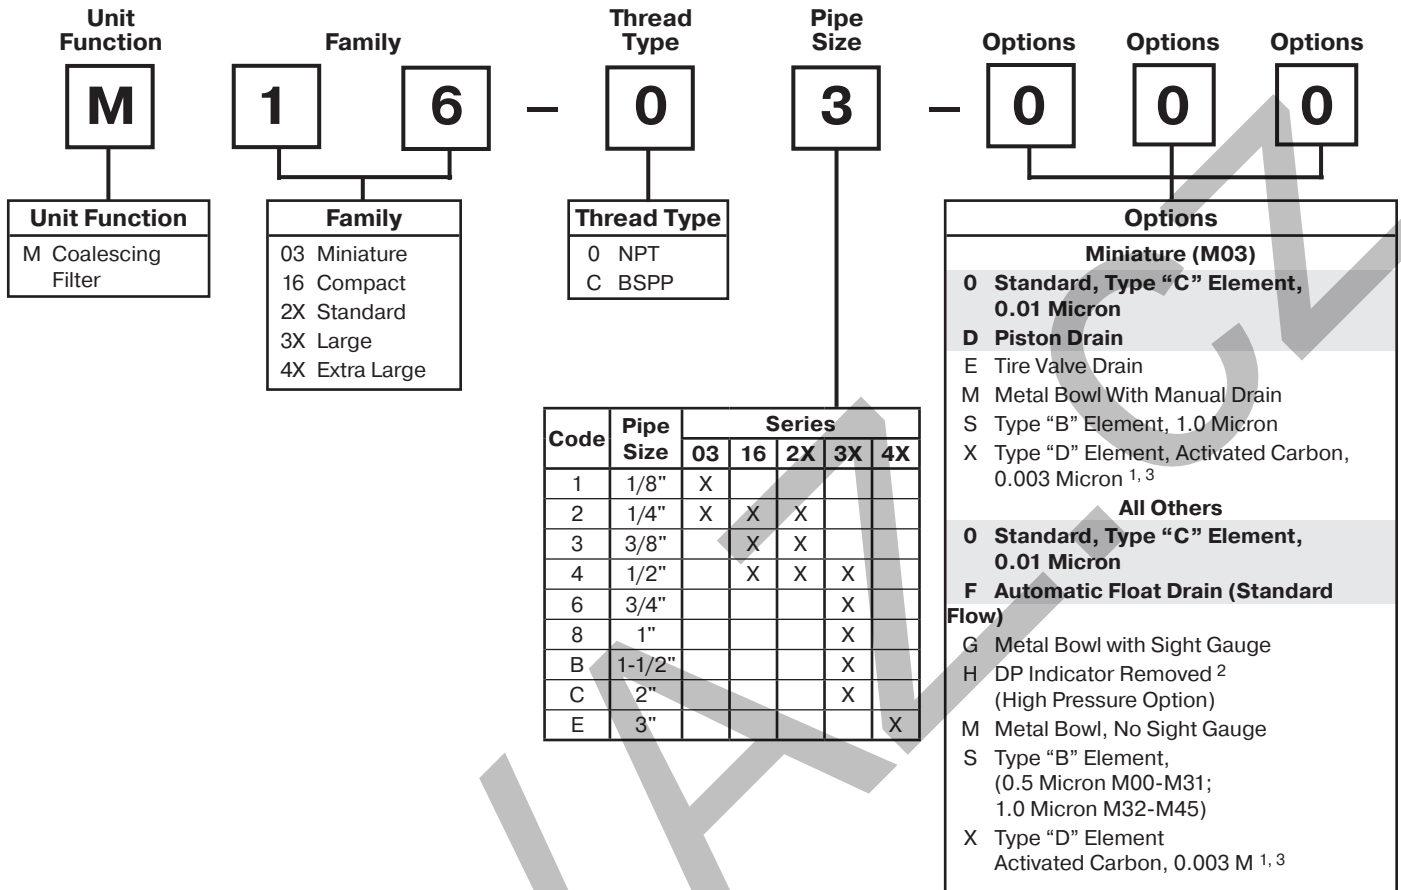 Unit Function
Family
Thread Type
Pipe Size
Options
Options
Options
M
1
6
–
0
3
–
0
0
0
Unit Function
M Coalescing
Filter
Family
03 Miniature
16 Compact
2X Standard
3X Large
4X Extra Large
Thread Type
0 NPT
C BSPP
Code Pipe Size Series
03 16 2X 3X 4X
1 1/8" X
2 1/4" X X X
3 3/8" X X
4 1/2" X X X
6 3/4" X
8 1" X
B 1-1/2" X
C 2" X
E 3" X
Options
Miniature (M03)
0 Standard, Type “C” Element,
0.01 Micron
D Piston Drain
E Tire Valve Drain
M Metal Bowl With Manual Drain
S Type “B” Element, 1.0 Micron
X Type “D” Element, Activated Carbon,
0.003 Micron 1, 3
All Others
0 Standard, Type “C” Element,
0.01 Micron
F Automatic Float Drain (Standard
Flow)
G Metal Bowl with Sight Gauge
H DP Indicator Removed 2
(High Pressure Option)
M Metal Bowl, No Sight Gauge
S Type “B” Element,
(0.5 Micron M00-M31;
1.0 Micron M32-M45)
X Type “D” Element
Activated Carbon, 0.003 M 1, 3